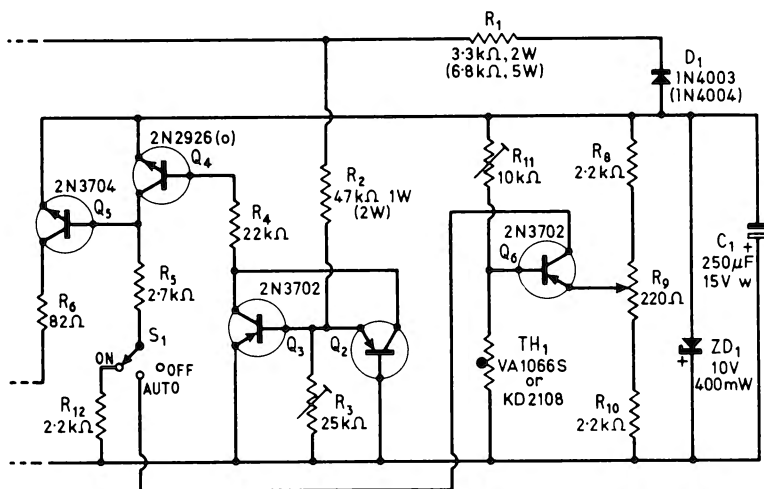 R1
3·3kΩ, 2W
(6·8kΩ, 5W)
D1
1N4003
(1N4004)
2N2926(o)
Q4
2N3704
Q5
R2
47kΩ 1W
(2W)
R11
10kΩ
R8
2·2kΩ
R4
22kΩ
2N3702
Q6
C1 +
250μF
15V w
R5
2·7kΩ
2N3702
R9
220Ω
R6
82Ω
S1
Q3
Q2
TH1
VA1066S
or
KD2108
ZD1
10V
400mW
+
ON
OFF
AUTO
R12
2·2kΩ
R3
25kΩ
R10
2·2kΩ